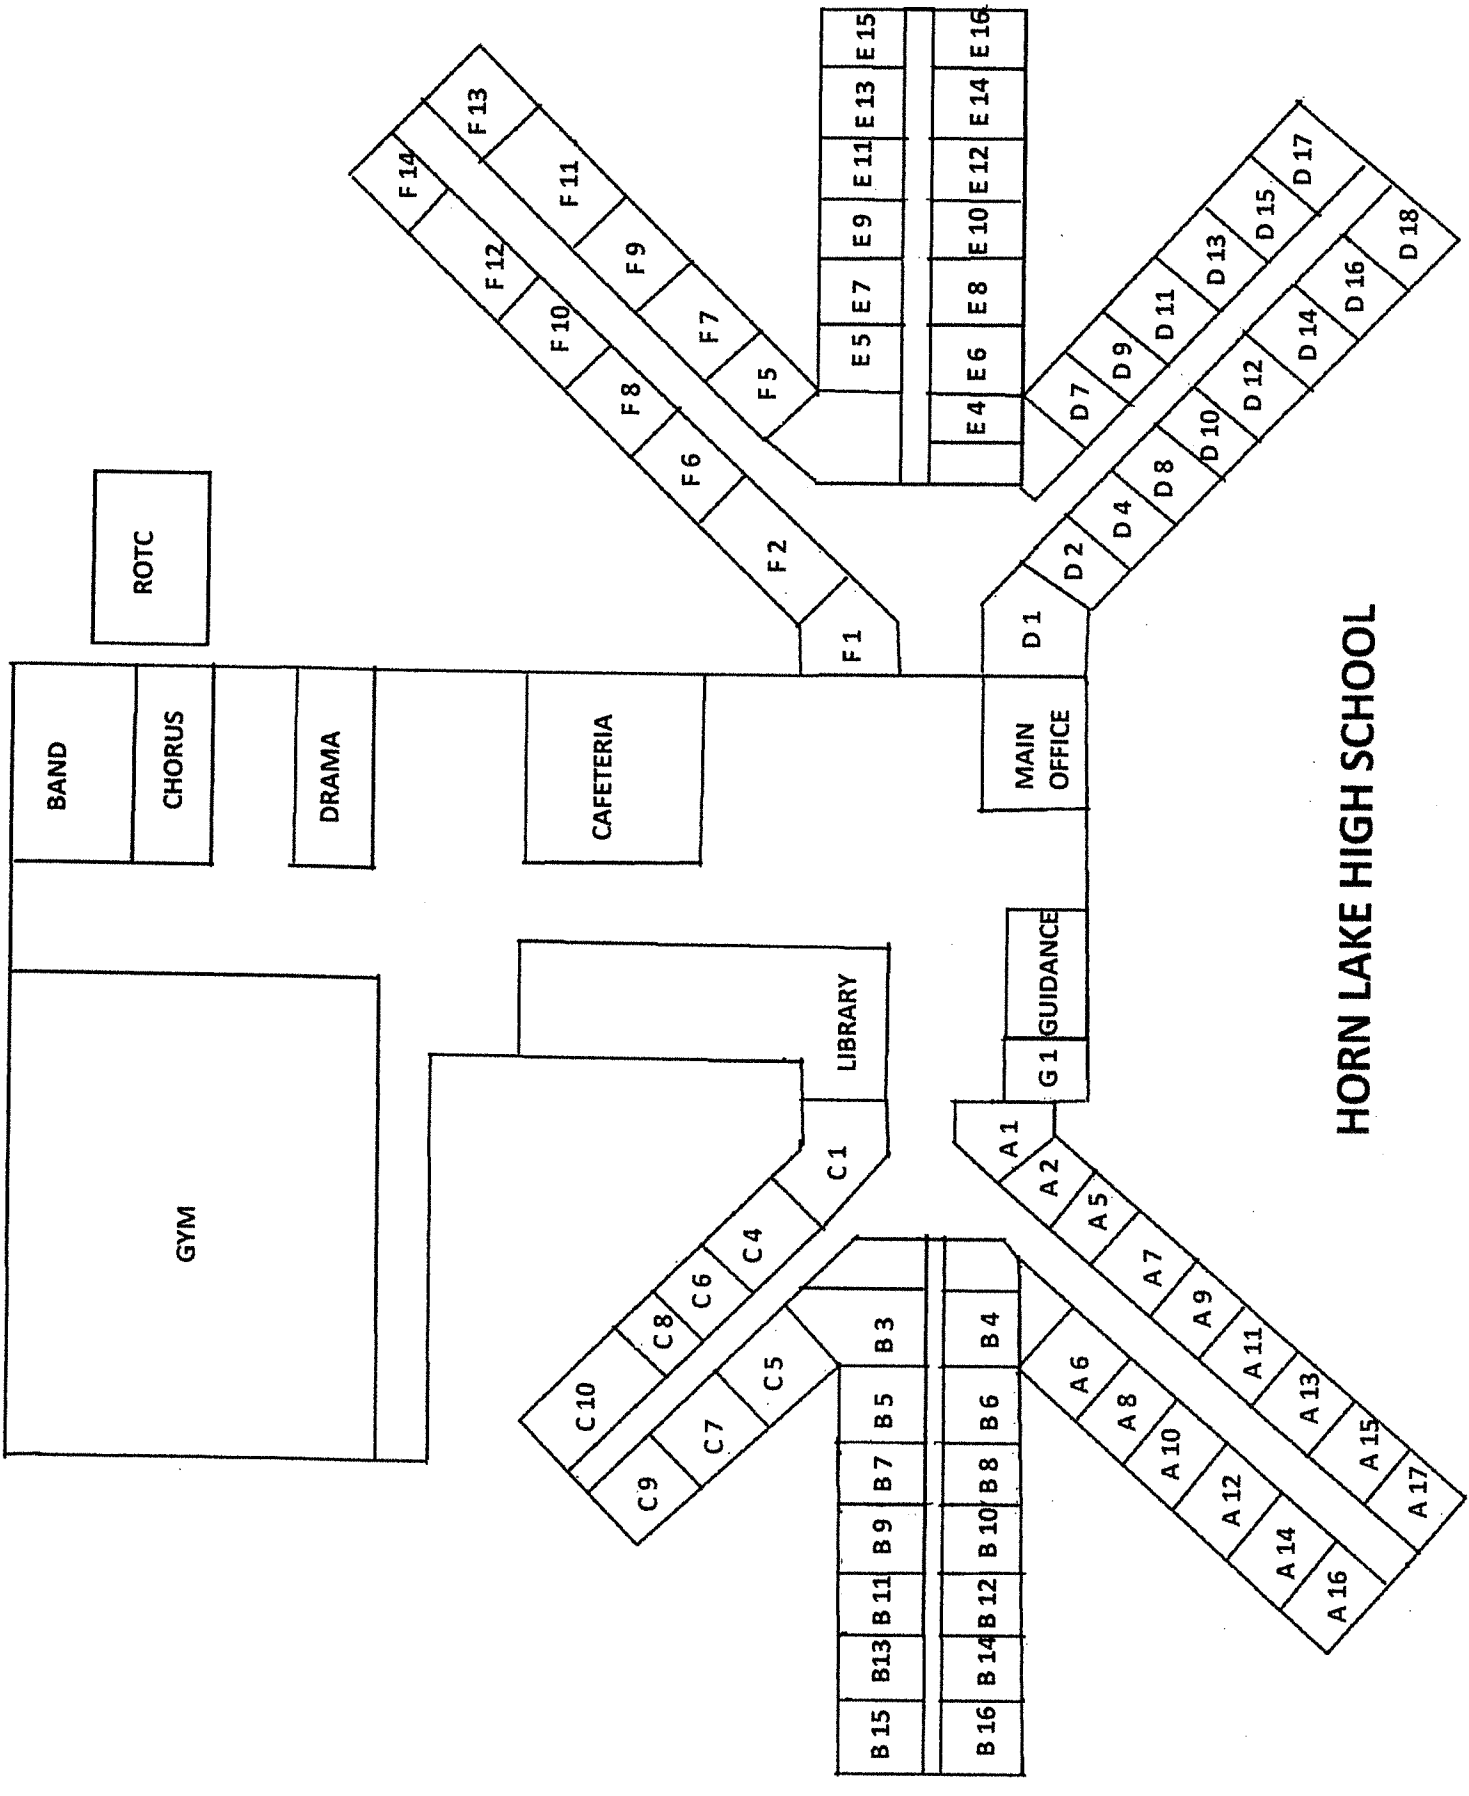 BAND
CHORUS
DRAMA
CAFETERIA
ROTC
GYM
LIBRARY
MAIN
OFFICE
GUIDANCE
G 1
A 1
A 2
A 5
A 7
A 9
A 11
A 13
A 15
A 17
A 6
A 8
A 10
A 12
A 14
A 16
B 3
B 5
B 7
B 9
B 11
B13
B 15
B 4
B 6
B 8
B 10
B 12
B 14
B 16
C 1
C 4
C 6
C 8
C 10
C 5
C 7
C 9
D 1
D 2
D 4
D 8
D 10
D 12
D 14
D 16
D 18
D 7
D 9
D 11
D 13
D 15
D 17
E 5
E 7
E 9
E 11
E 13
E 15
E 4
E 6
E 8
E 10
E 12
E 14
E 16
F 1
F 2
F 6
F 8
F 10
F 12
F 14
F 5
F 7
F 9
F 11
F 13
HORN LAKE HIGH SCHOOL